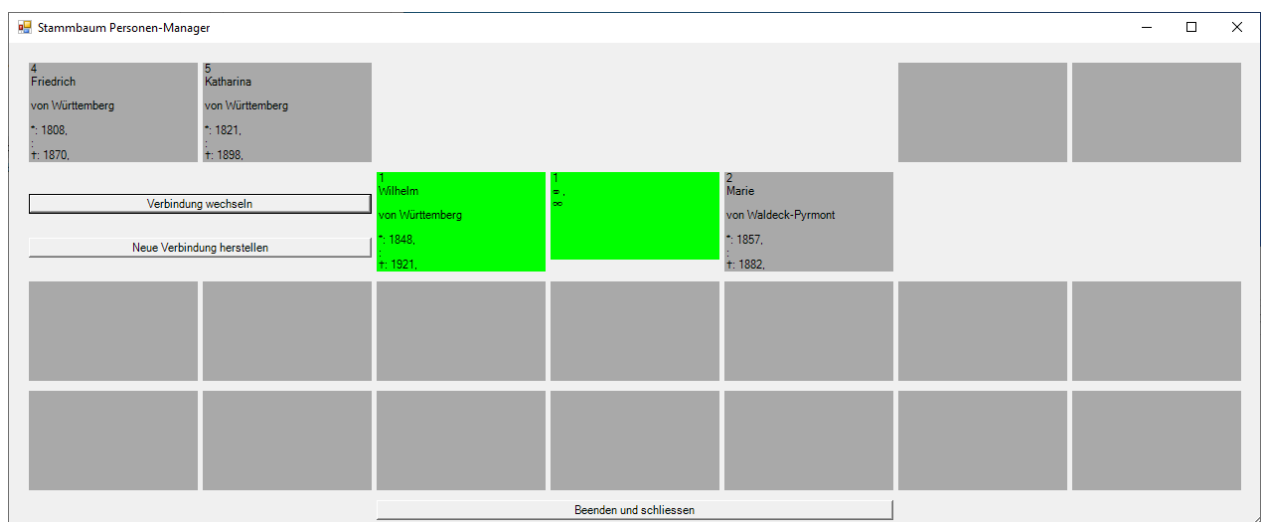 Stammbaum Personen-Manager
4
Friedrich
von Württemberg
*: 1808,
:
†: 1870,
5
Katharina
von Württemberg
*: 1821,
:
†: 1898,
Verbindung wechseln
Neue Verbindung herstellen
1
Wilhelm
von Württemberg
*: 1848,
:
†: 1921,
1
= ,
∞
2
Marie
von Waldeck-Pyrmont
*: 1857,
:
†: 1882,
Beenden und schliessen